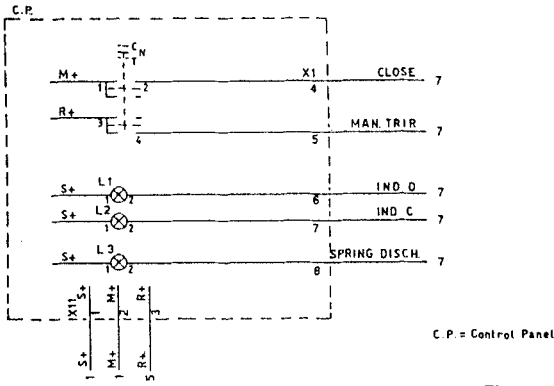 C.P.
C N
T
M+ 1 2 X1 4 CLOSE 7
R+ 3 4 5 MAN. TRIR 7
S+ L1 1 2 6 IND O 7
S+ L2 1 2 7 IND C 7
S+ L3 1 2 8 SPRING DISCH. 7
X11 S+ 1 M+ 2 R+ 3
S+ 1 M+ 1 R+ 5
C.P. = Control Panel